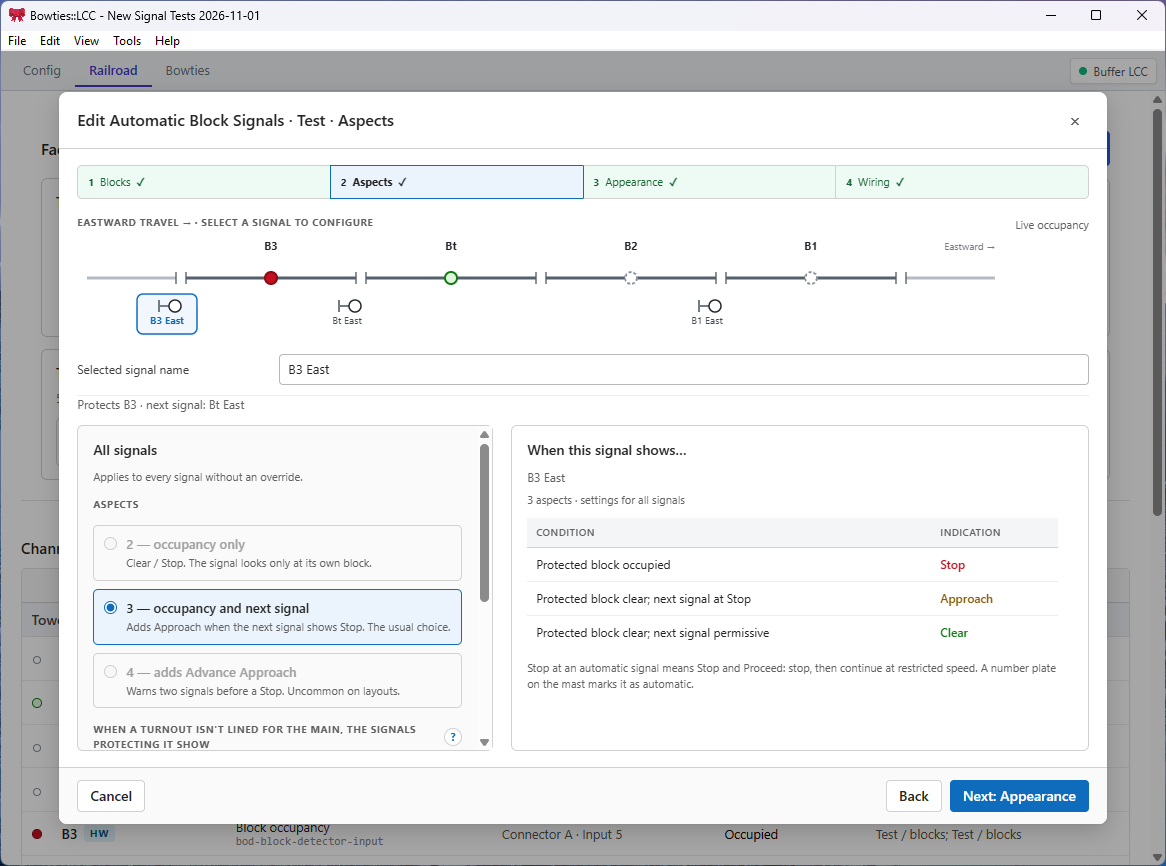 Bowties::LCC - New Signal Tests 2026-11-01
File Edit View Tools Help
Config Railroad Bowties Buffer LCC
Edit Automatic Block Signals · Test · Aspects
1 Blocks ✓ 2 Aspects ✓ 3 Appearance ✓ 4 Wiring ✓
EASTWARD TRAVEL → · SELECT A SIGNAL TO CONFIGURE
Live occupancy
B3 Bt B2 B1 Eastward →
B3 East Bt East B1 East
Selected signal name B3 East
Protects B3 · next signal: Bt East
All signals
Applies to every signal without an override.
ASPECTS
2 — occupancy only
Clear / Stop. The signal looks only at its own block.
3 — occupancy and next signal
Adds Approach when the next signal shows Stop. The usual choice.
4 — adds Advance Approach
Warns two signals before a Stop. Uncommon on layouts.
WHEN A TURNOUT ISN'T LINED FOR THE MAIN, THE SIGNALS
PROTECTING IT SHOW
?
When this signal shows...
B3 East
3 aspects · settings for all signals
CONDITION INDICATION
Protected block occupied Stop
Protected block clear; next signal at Stop Approach
Protected block clear; next signal permissive Clear
Stop at an automatic signal means Stop and Proceed: stop, then continue at restricted speed. A number plate
on the mast marks it as automatic.
Cancel Back Next: Appearance
B3 HW Block occupancy Connector A · Input 5 Occupied Test / blocks; Test / blocks
bod-block-detector-input